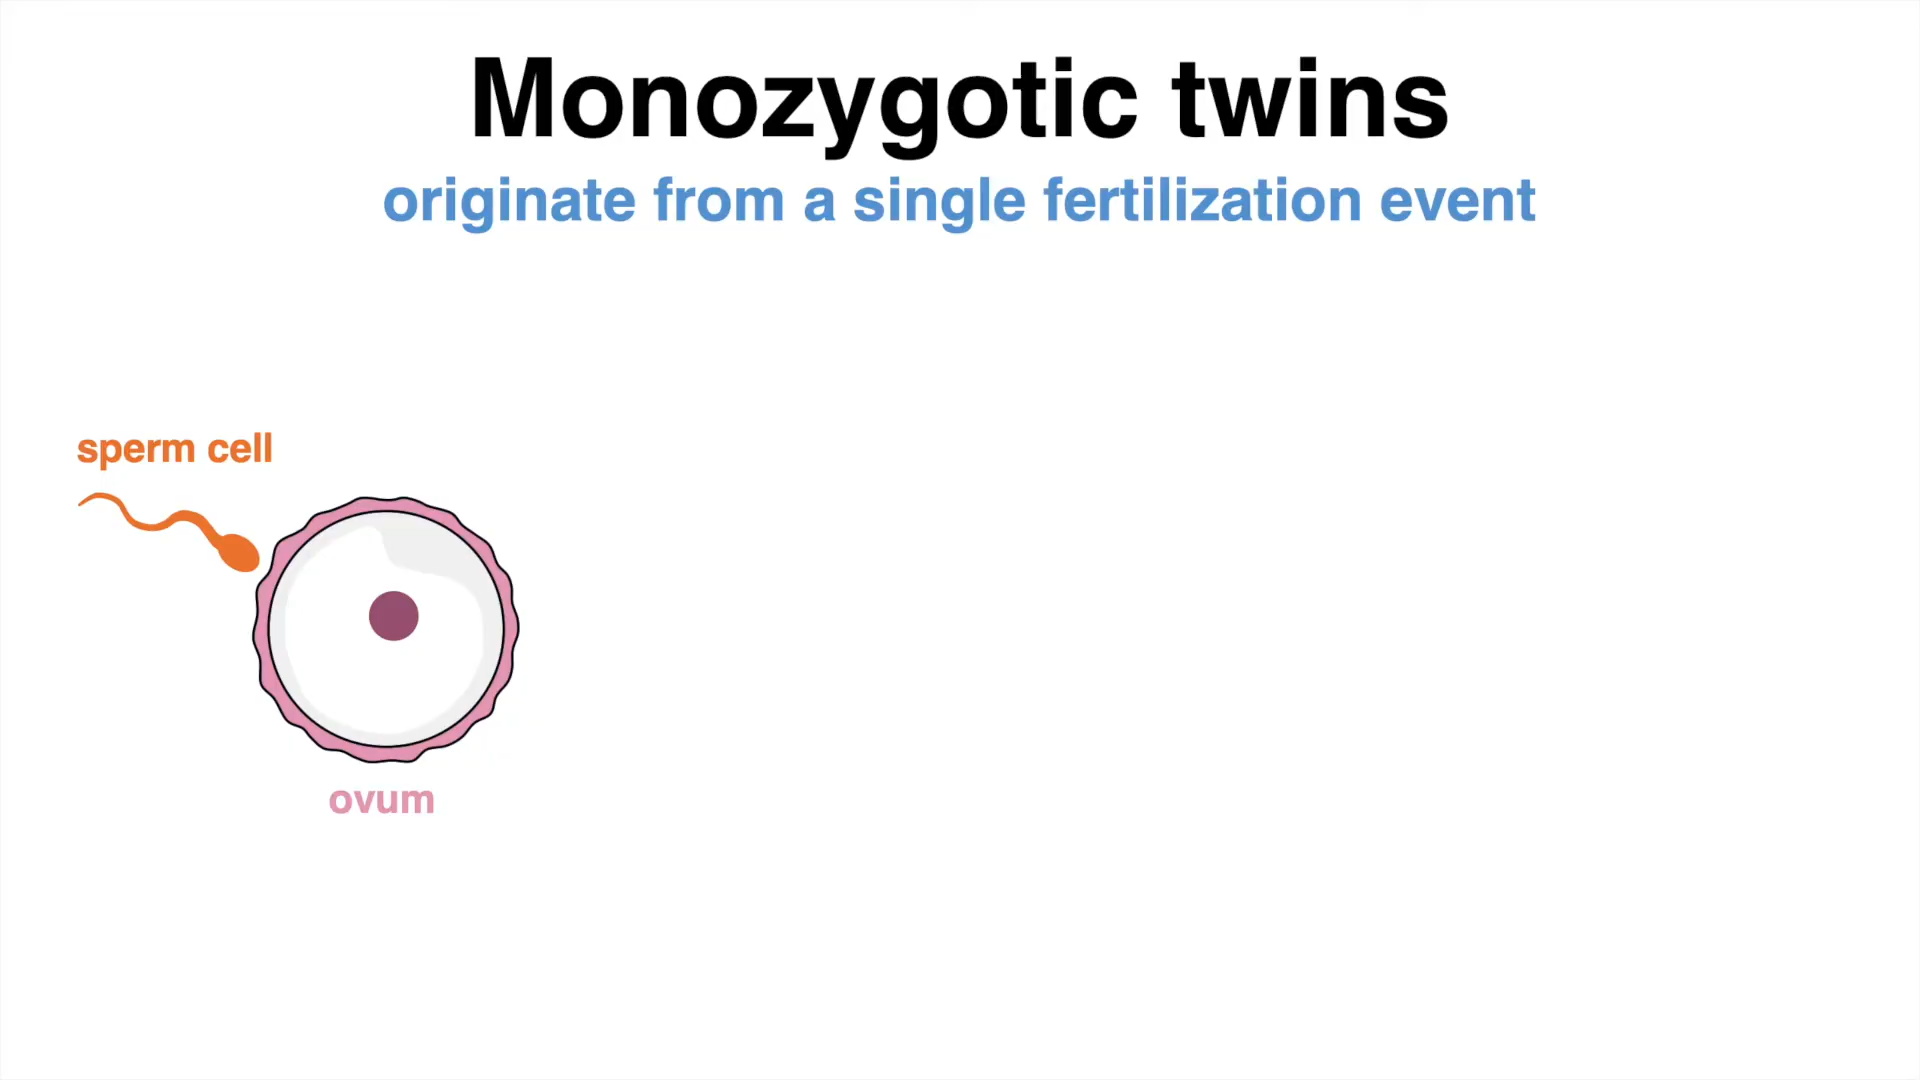 Monozygotic twins
originate from a single fertilization event
sperm cell
ovum